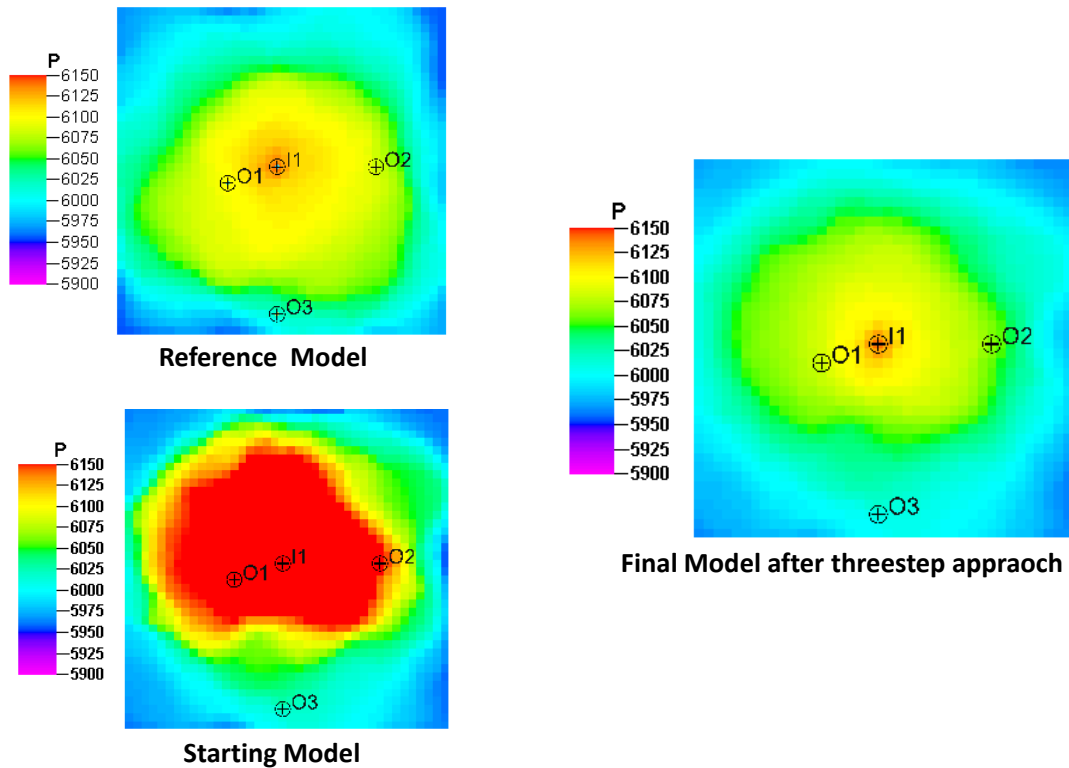 P
6150
6125
6100
6075
6050
6025
6000
5975
5950
5925
5900
I1
O2
O1
O3
Reference Model
P
6150
6125
6100
6075
6050
6025
6000
5975
5950
5925
5900
I1
O2
O1
O3
Starting Model
P
6150
6125
6100
6075
6050
6025
6000
5975
5950
5925
5900
I1
O2
O1
O3
Final Model after threestep appraoch